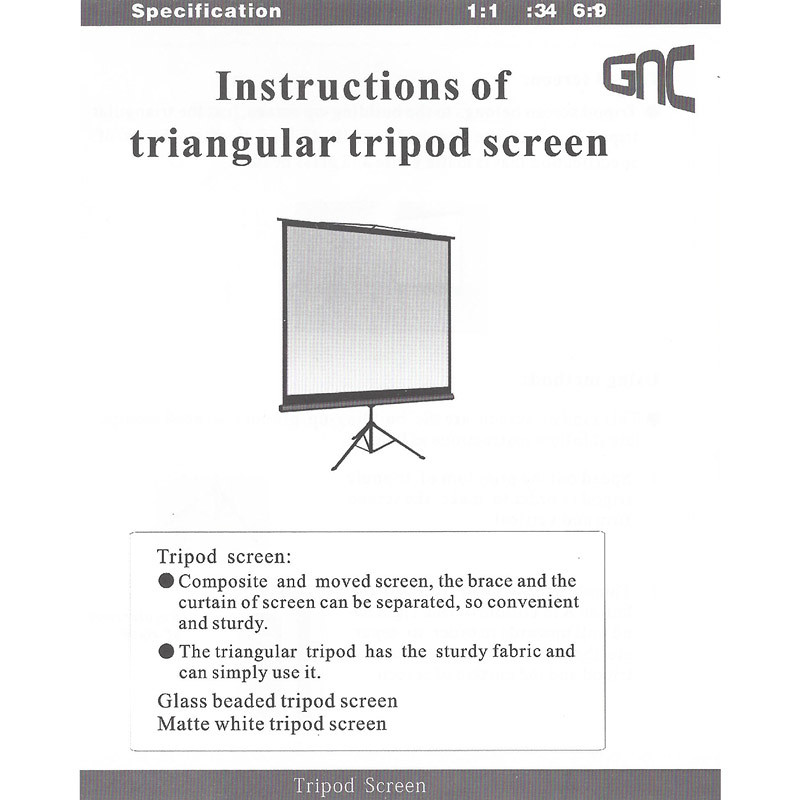 Specification 1:1 :34 6:9
GNC
Instructions of
triangular tripod screen
Tripod screen:
● Composite and moved screen, the brace and the
curtain of screen can be separated, so convenient
and sturdy.
● The triangular tripod has the sturdy fabric and
can simply use it.
Glass beaded tripod screen
Matte white tripod screen
Tripod Screen